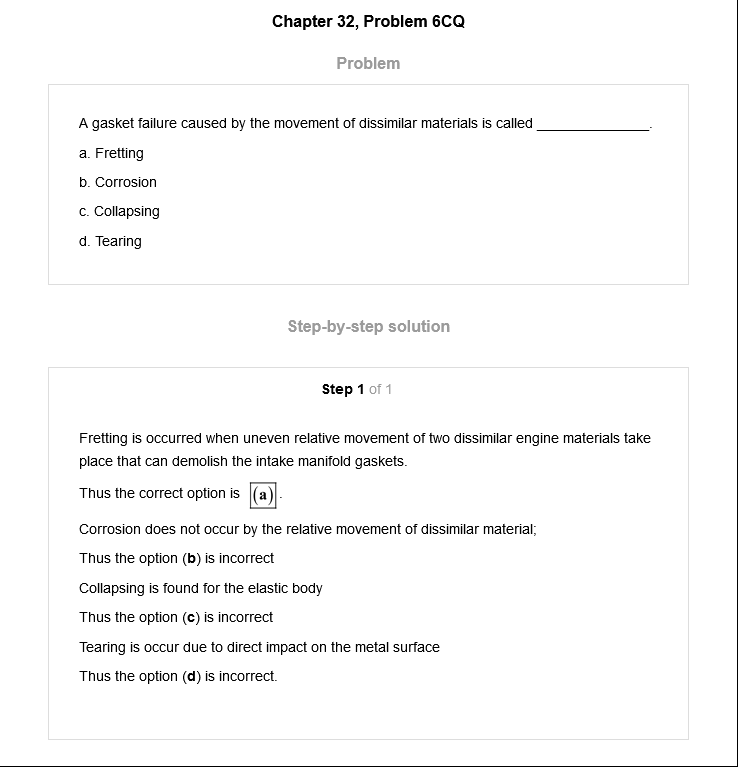 Chapter 32, Problem 6CQ
Problem
A gasket failure caused by the movement of dissimilar materials is called _______________.
a. Fretting
b. Corrosion
c. Collapsing
d. Tearing
Step-by-step solution
Step 1 of 1
Fretting is occurred when uneven relative movement of two dissimilar engine materials take
place that can demolish the intake manifold gaskets.
Thus the correct option is (a).
Corrosion does not occur by the relative movement of dissimilar material;
Thus the option (b) is incorrect
Collapsing is found for the elastic body
Thus the option (c) is incorrect
Tearing is occur due to direct impact on the metal surface
Thus the option (d) is incorrect.